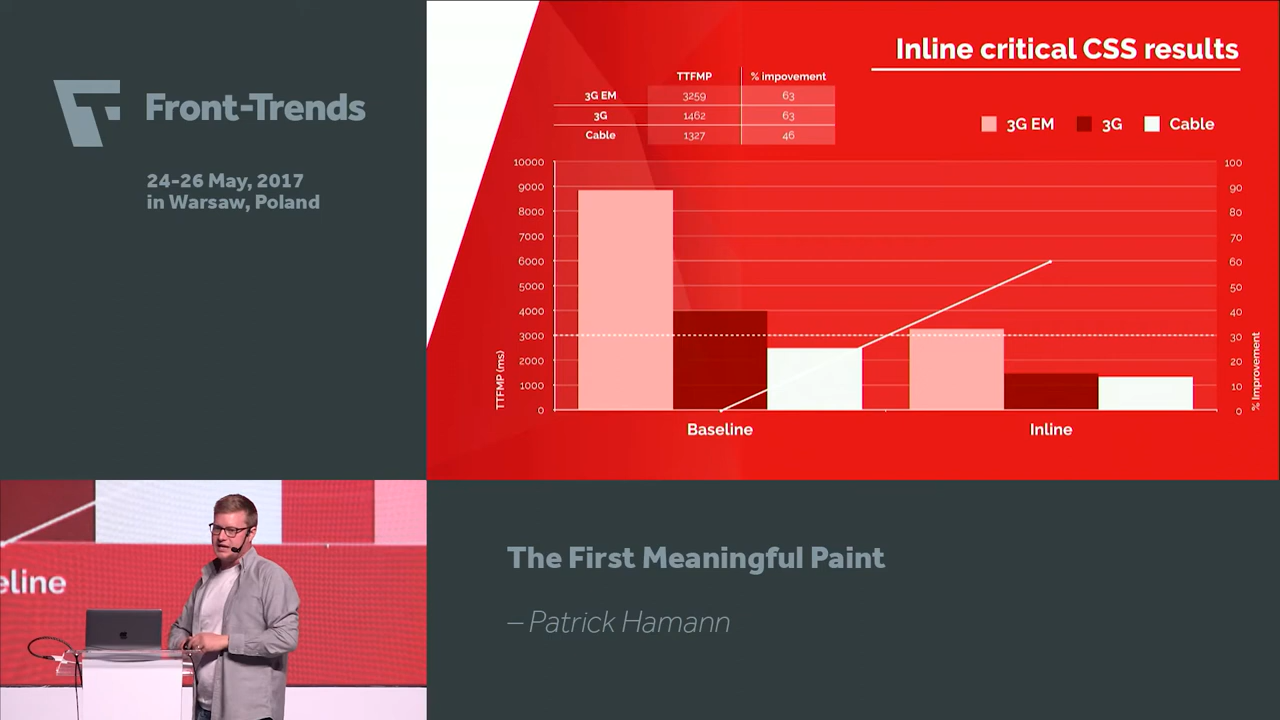 Front-Trends
24-26 May, 2017
in Warsaw, Poland
Inline critical CSS results
TTFMP % impovement
3G EM 3259 63
3G 1462 63
Cable 1327 46
3G EM 3G Cable
10000
9000
8000
7000
6000
5000
4000
3000
2000
1000
0
TTFMP (ms)
100
90
80
70
60
50
40
30
20
10
0
% Improvement
Baseline Inline
eline
The First Meaningful Paint
– Patrick Hamann